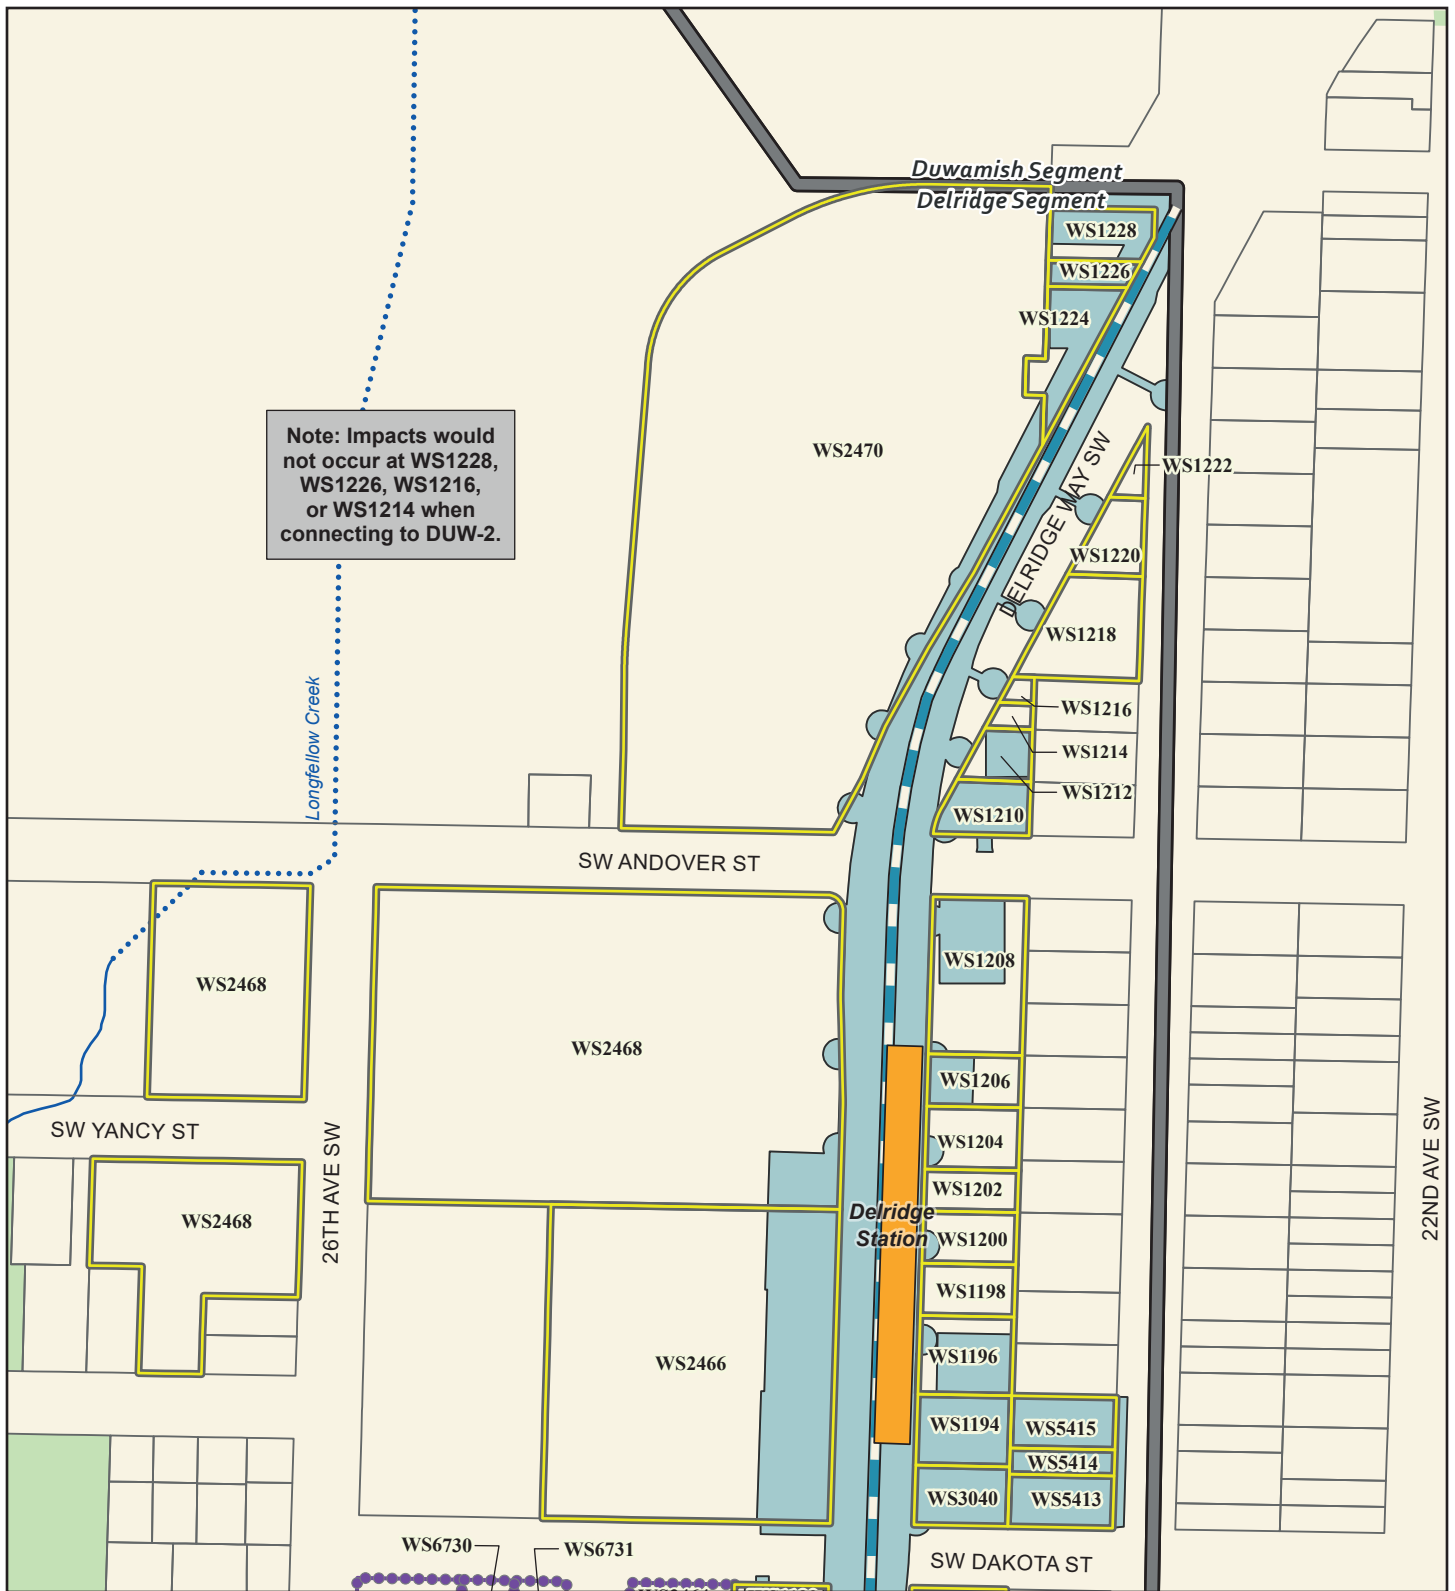 Duwamish Segment
Delridge Segment
WS1228
WS1226
WS1224
Note: Impacts would
not occur at WS1228,
WS1226, WS1216,
or WS1214 when
connecting to DUW-2.
WS2470
DELRIDGE WAY SW
WS1222
WS1220
WS1218
WS1216
WS1214
WS1212
WS1210
Longfellow Creek
SW ANDOVER ST
WS2468
WS2468
WS1208
WS1206
SW YANCY ST
26TH AVE SW
22ND AVE SW
WS1204
WS1202
WS2468
Delridge
Station
WS1200
WS1198
WS2466
WS1196
WS1194
WS5415
WS5414
WS3040
WS5413
WS6730
WS6731
SW DAKOTA ST